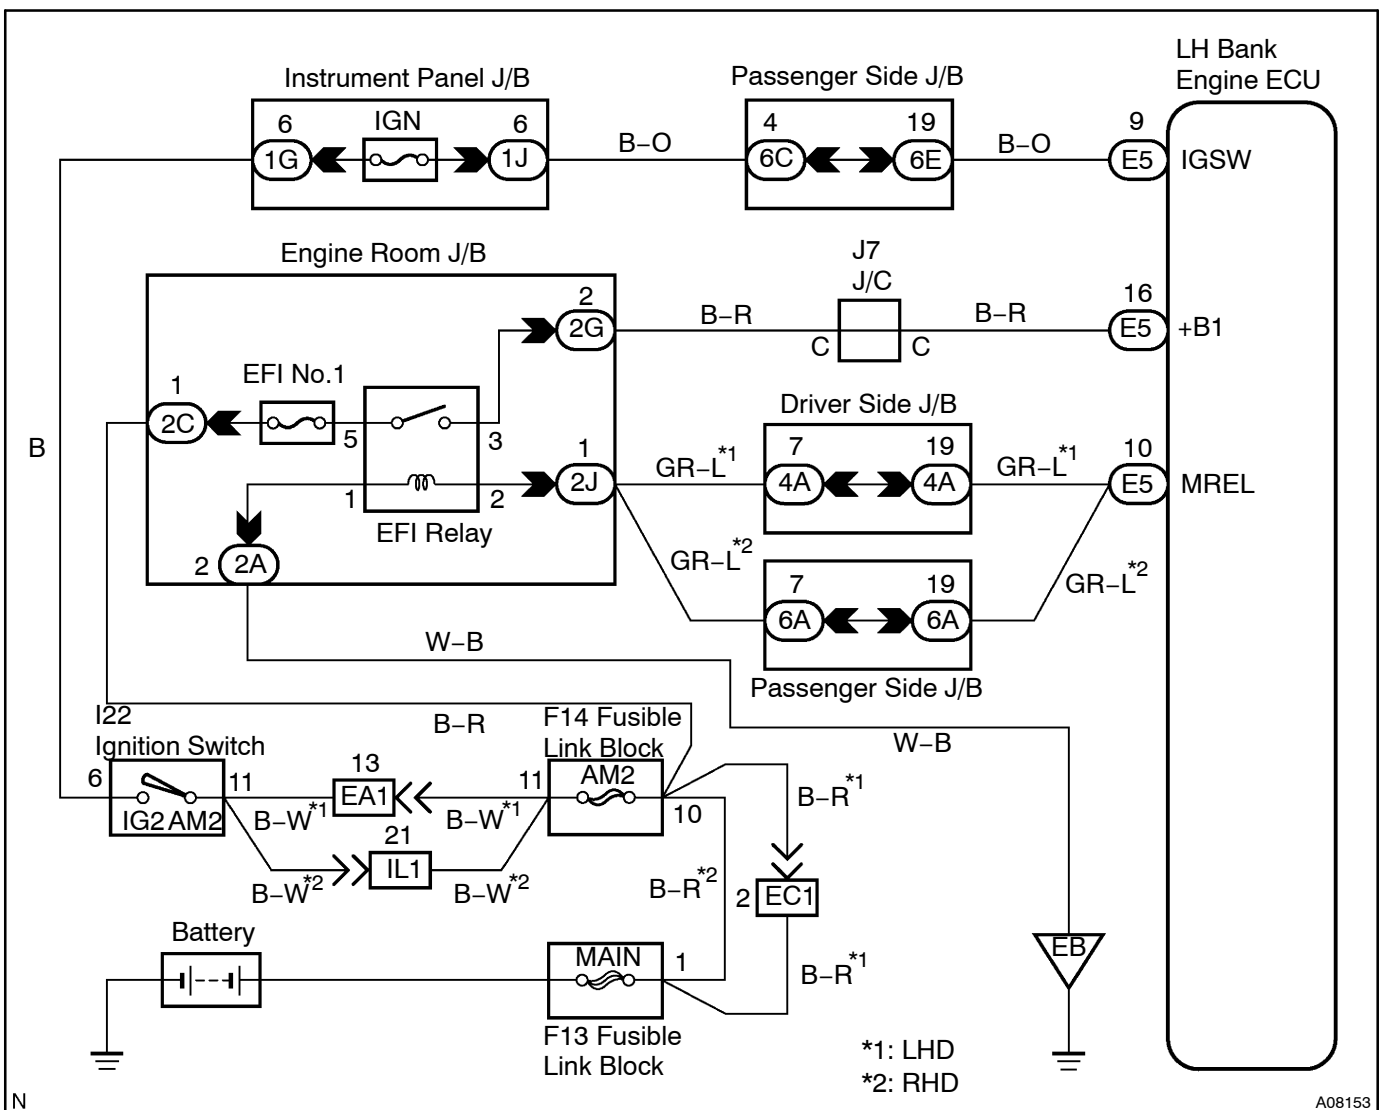 LH Bank
Engine ECU
Instrument Panel J/B
Passenger Side J/B
6
IGN
6
4
19
9
1G
1J
B–O
6C
6E
B–O
E5
IGSW
Engine Room J/B
J7
J/C
2
16
2G
B–R
B–R
E5
+B1
C
C
1
EFI No.1
Driver Side J/B
2C
5
3
B
1
7
19
10
GR–L*1
GR–L*1
2J
4A
4A
E5
MREL
1
2
EFI Relay
GR–L*2
GR–L*2
2
2A
7
19
6A
6A
W–B
Passenger Side J/B
I22
Ignition Switch
B–R
F14 Fusible
Link Block
W–B
6
11
13
11
AM2
EA1
B–R*1
IG2 AM2
B–W*1
B–W*1
10
21
IL1
B–W*2
B–W*2
B–R*2
2
EC1
Battery
MAIN
1
B–R*1
EB
F13 Fusible
Link Block
*1: LHD
*2: RHD
N
A08153